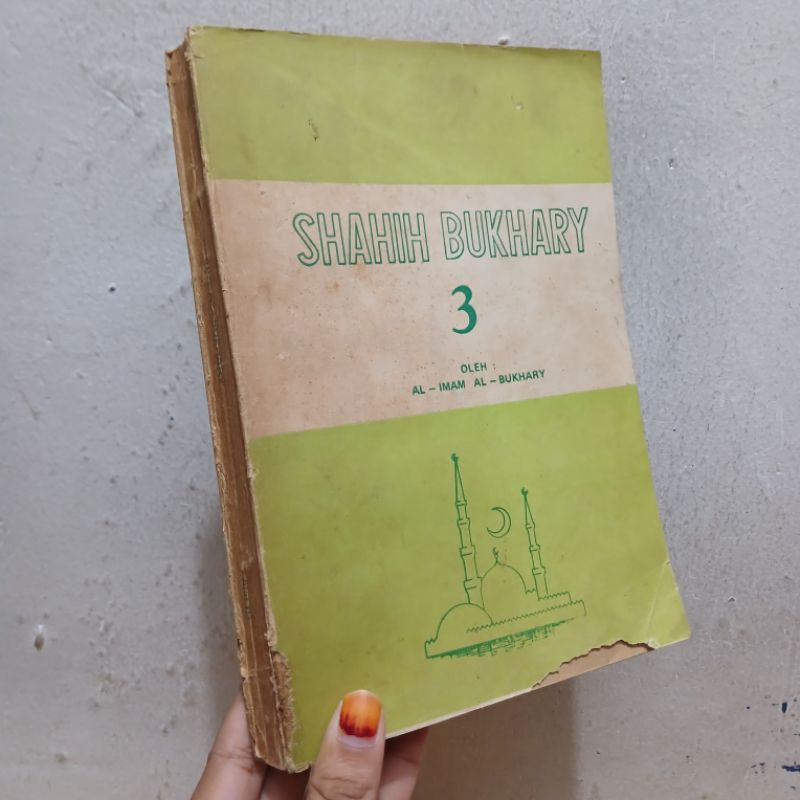 SHAHIH BUKHARY
3
OLEH :
AL – IMAM AL – BUKHARY